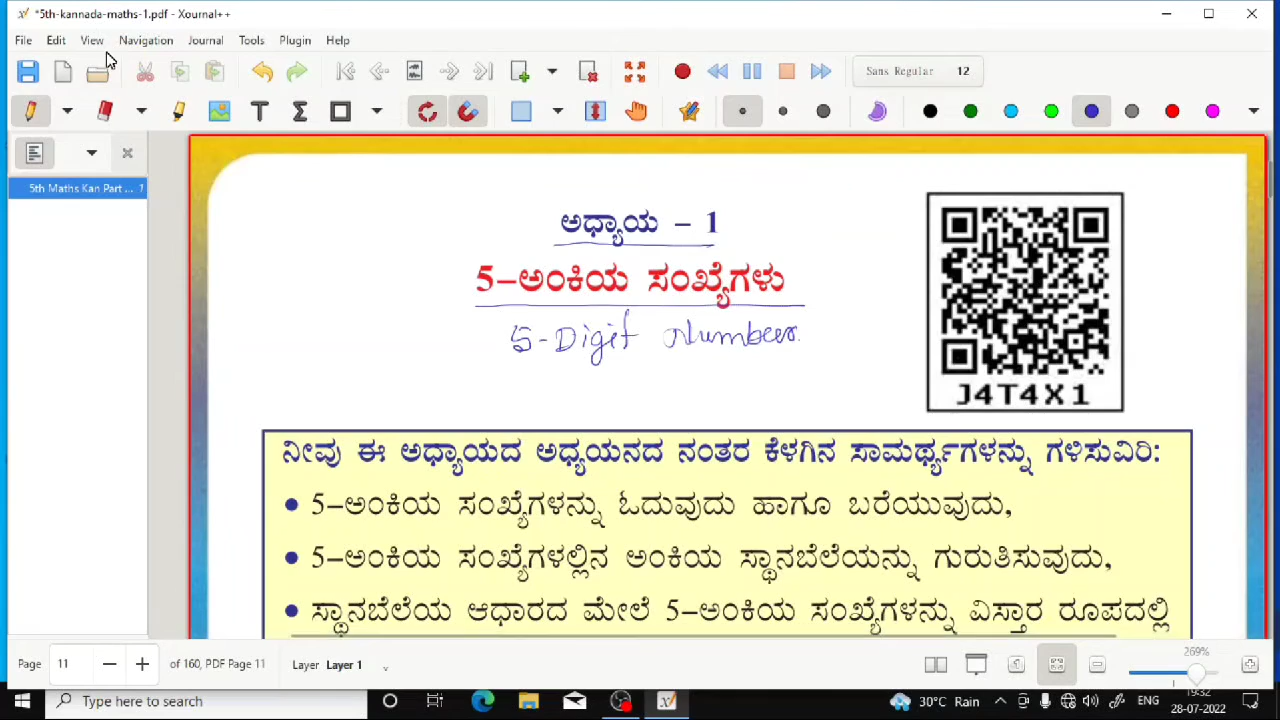 *5th-kannada-maths-1.pdf - Xournal++
File Edit View Navigation Journal Tools Plugin Help
Sans Regular 12
5th Maths Kan Part ... 1
ಅಧ್ಯಾಯ – 1
5–ಅಂಕಿಯ ಸಂಖ್ಯೆಗಳು
5-Digit Numbers.
J4T4X1
ನೀವು ಈ ಅಧ್ಯಾಯದ ಅಧ್ಯಯನದ ನಂತರ ಕೆಳಗಿನ ಸಾಮರ್ಥ್ಯಗಳನ್ನು ಗಳಿಸುವಿರಿ:
• 5–ಅಂಕಿಯ ಸಂಖ್ಯೆಗಳನ್ನು ಓದುವುದು ಹಾಗೂ ಬರೆಯುವುದು,
• 5–ಅಂಕಿಯ ಸಂಖ್ಯೆಗಳಲ್ಲಿನ ಅಂಕಿಯ ಸ್ಥಾನಬೆಲೆಯನ್ನು ಗುರುತಿಸುವುದು,
• ಸ್ಥಾನಬೆಲೆಯ ಆಧಾರದ ಮೇಲೆ 5–ಅಂಕಿಯ ಸಂಖ್ಯೆಗಳನ್ನು ವಿಸ್ತಾರ ರೂಪದಲ್ಲಿ
Page 11 of 160, PDF Page 11 Layer Layer 1 269%
Type here to search 30°C Rain ENG 19:32
28-07-2022